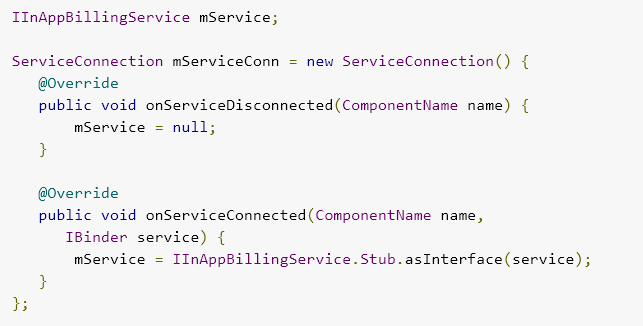 IInAppBillingService mService;

ServiceConnection mServiceConn = new ServiceConnection() {
   @Override
   public void onServiceDisconnected(ComponentName name) {
       mService = null;
   }

   @Override
   public void onServiceConnected(ComponentName name,
      IBinder service) {
       mService = IInAppBillingService.Stub.asInterface(service);
   }
};